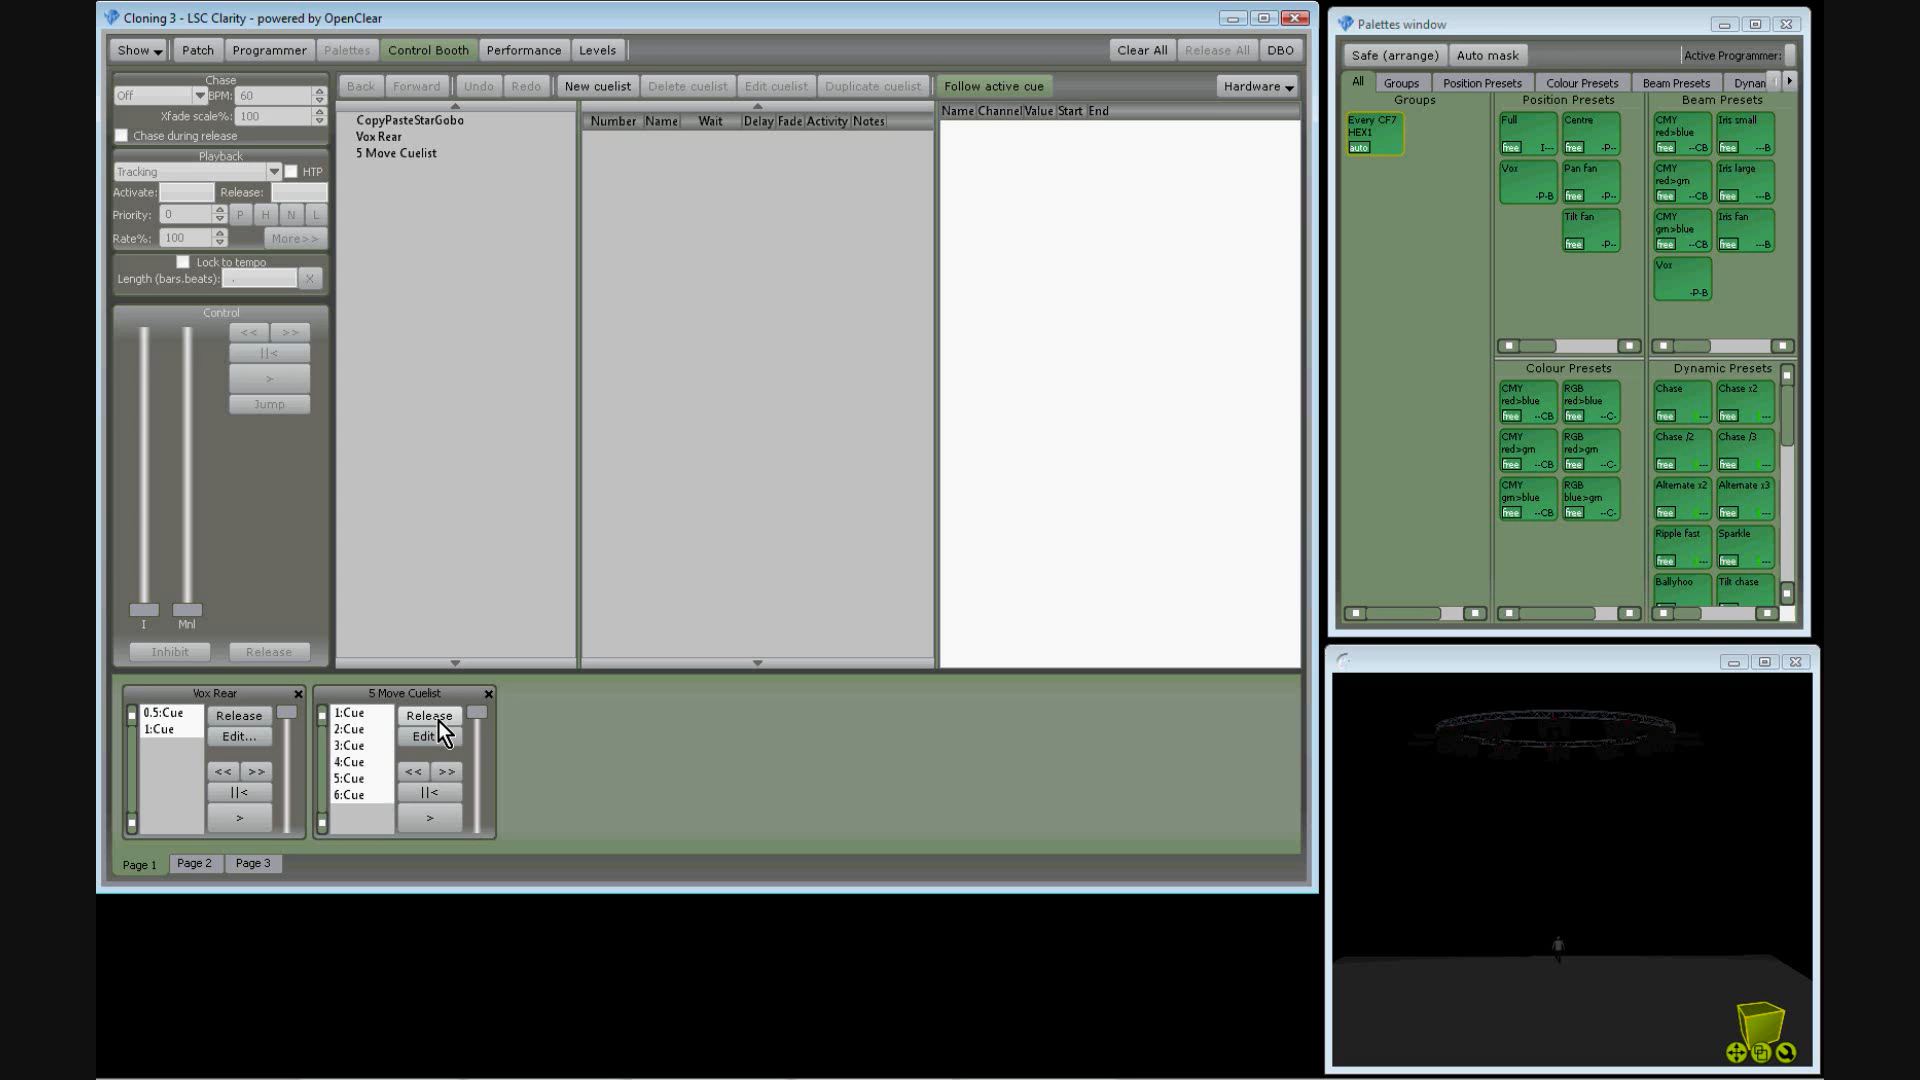 Cloning 3 - LSC Clarity - powered by OpenClear
Show Patch Programmer Palettes Control Booth Performance Levels Clear All Release All DBO
Chase
Off BPM: 60
Xfade scale%: 100
Chase during release
Playback
Tracking HTP
Activate: Release:
Priority: 0 P H N L
Rate%: 100 More>>
Lock to tempo
Length (bars.beats): . X
Control
<< >>
||<
>
Jump
I Mnl
Inhibit Release
Back Forward Undo Redo New cuelist Delete cuelist Edit cuelist Duplicate cuelist Follow active cue Hardware
CopyPasteStarGobo
Vox Rear
5 Move Cuelist
Number Name Wait Delay Fade Activity Notes
Name Channel Value Start End
Vox Rear
0.5:Cue
1:Cue
Release
Edit...
<< >>
||<
>
5 Move Cuelist
1:Cue
2:Cue
3:Cue
4:Cue
5:Cue
6:Cue
Release
Edit
<< >>
||<
>
Page 1 Page 2 Page 3
Palettes window
Safe (arrange) Auto mask Active Programmer:
All Groups Position Presets Colour Presets Beam Presets Dynan
Groups
Every CF7
HEX1
auto
Position Presets
Full Centre
free I--- free -P--
Vox Pan fan
-P-B free -P--
Tilt fan
free -P--
Beam Presets
CMY Iris small
red>blue
free --CB free ---B
CMY Iris large
red>grn
free --CB free ---B
CMY Iris fan
grn>blue
free --CB free ---B
Vox
-P-B
Colour Presets
CMY RGB
red>blue red>blue
free --CB free --C-
CMY RGB
red>grn red>grn
free --CB free --C-
CMY RGB
grn>blue blue>grn
free --CB free --C-
Dynamic Presets
Chase Chase x2
free free
Chase /2 Chase /3
free free
Alternate x2 Alternate x3
free free
Ripple fast Sparkle
free free
Ballyhoo Tilt chase